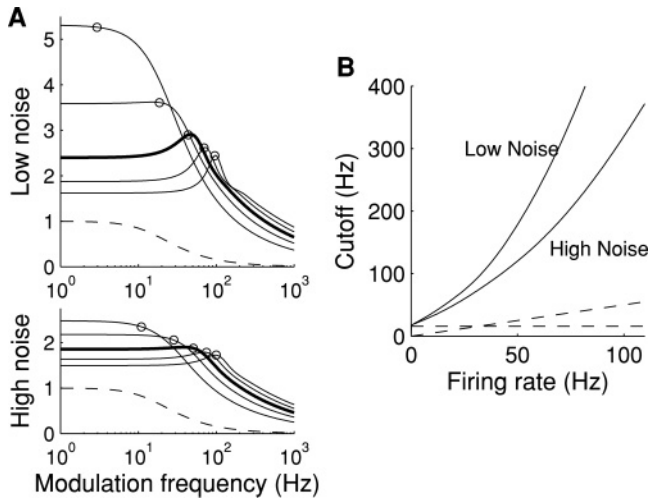 A
Low noise
5
4
3
2
1
0
10^0 10^1 10^2 10^3
High noise
2
1
0
10^0 10^1 10^2 10^3
Modulation frequency (Hz)
B
Cutoff (Hz)
400
300
200
100
0
Low Noise
High Noise
0 50 100
Firing rate (Hz)